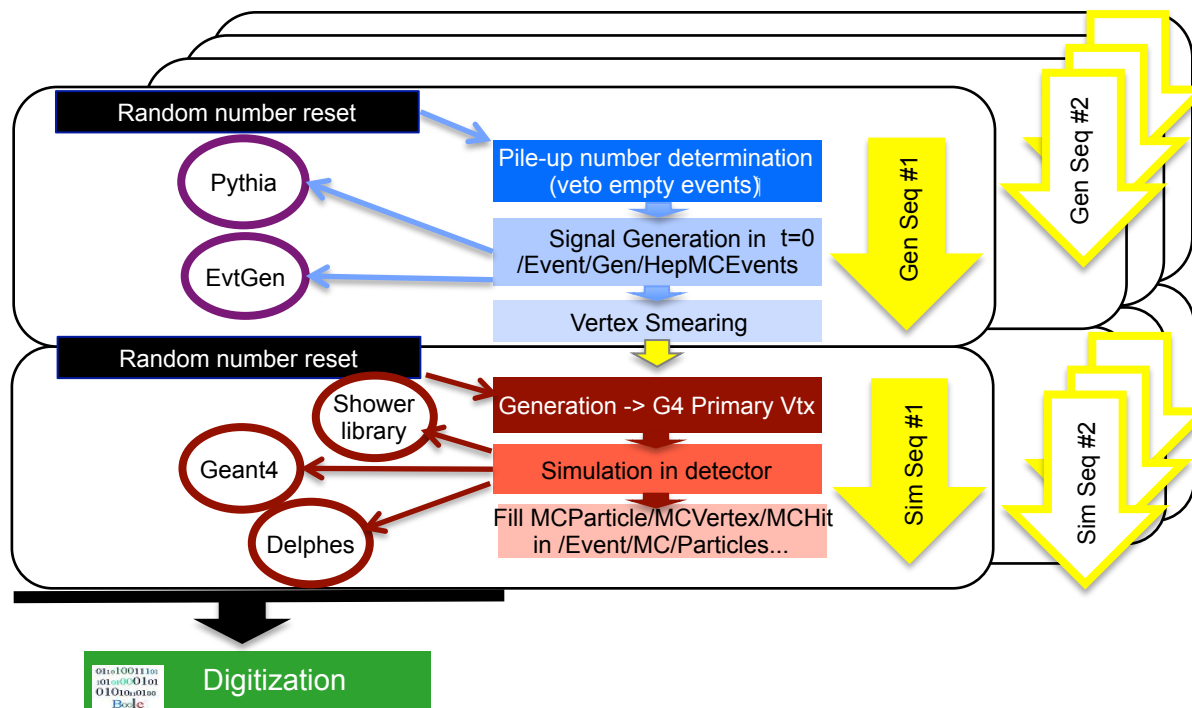 Random number reset
Pile-up number determination
(veto empty events)
Pythia
Signal Generation in t=0
/Event/Gen/HepMCEvents
EvtGen
Vertex Smearing
Gen Seq #1
Gen Seq #2
Random number reset
Generation -> G4 Primary Vtx
Shower
library
Simulation in detector
Geant4
Fill MCParticle/MCVertex/MCHit
in /Event/MC/Particles...
Delphes
Sim Seq #1
Sim Seq #2
Digitization
Boole